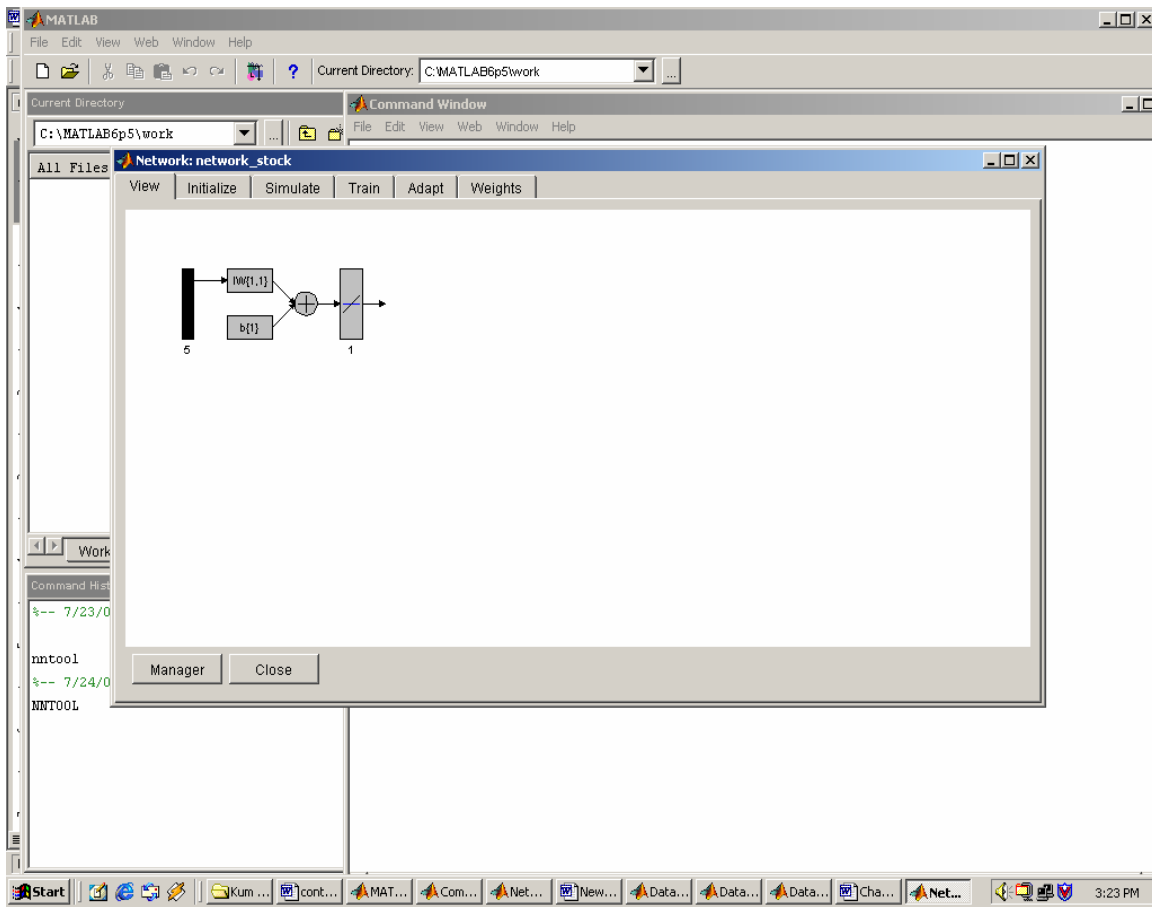 MATLAB
File Edit View Web Window Help
? Current Directory: C:\MATLAB6p5\work ...
Current Directory
Command Window
C:\MATLAB6p5\work ...
File Edit View Web Window Help
All Files
Network: network_stock
View Initialize Simulate Train Adapt Weights
IW{1,1}
b{1}
5 1
Work
Command Hist
%-- 7/23/0
nntool
%-- 7/24/0
NNTOOL
Manager Close
Start Kum ... cont... MAT... Com... Net... New... Data... Data... Data... Cha... Net... 3:23 PM